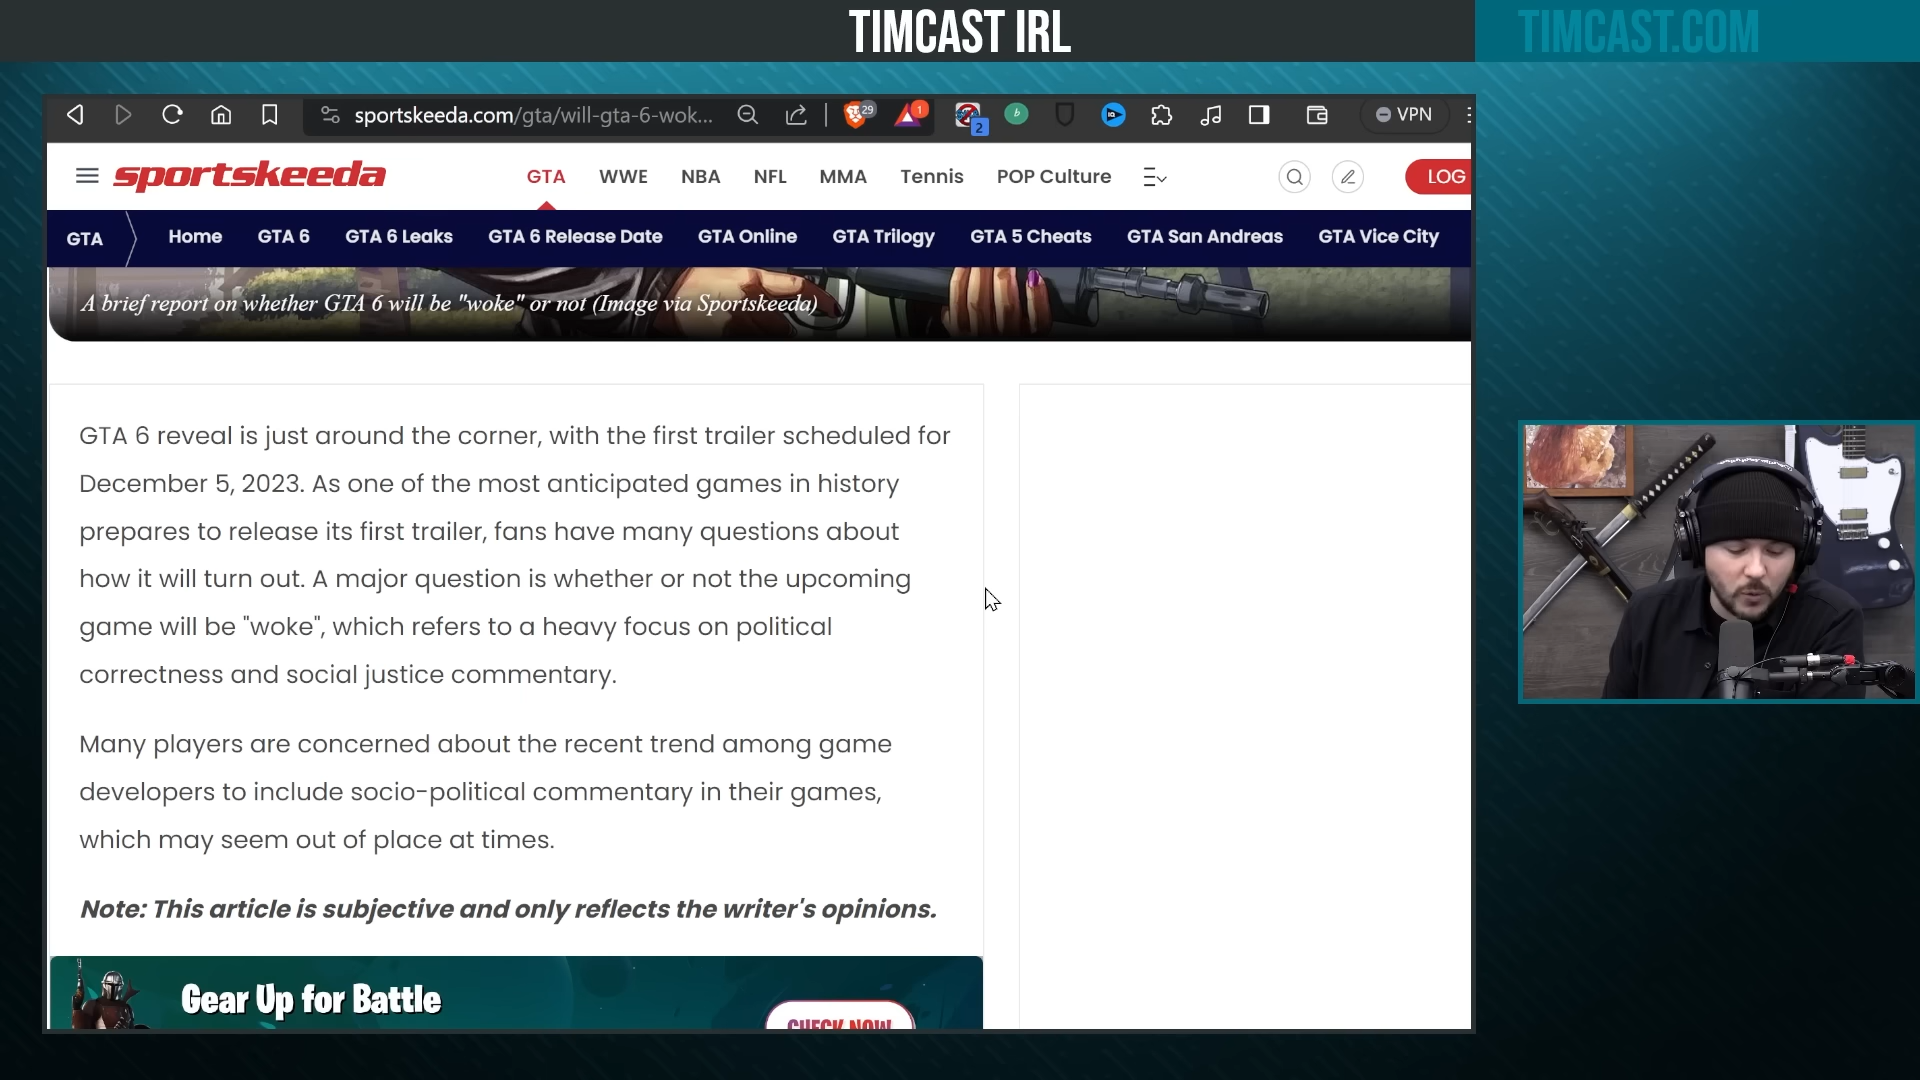 TIMCAST IRL
TIMCAST.COM
sportskeeda.com/gta/will-gta-6-wok...
29
1
2
VPN
sportskeeda
GTA WWE NBA NFL MMA Tennis POP Culture
LOG
GTA Home GTA 6 GTA 6 Leaks GTA 6 Release Date GTA Online GTA Trilogy GTA 5 Cheats GTA San Andreas GTA Vice City
A brief report on whether GTA 6 will be "woke" or not (Image via Sportskeeda)
GTA 6 reveal is just around the corner, with the first trailer scheduled for
December 5, 2023. As one of the most anticipated games in history
prepares to release its first trailer, fans have many questions about
how it will turn out. A major question is whether or not the upcoming
game will be "woke", which refers to a heavy focus on political
correctness and social justice commentary.
Many players are concerned about the recent trend among game
developers to include socio-political commentary in their games,
which may seem out of place at times.
Note: This article is subjective and only reflects the writer's opinions.
Gear Up for Battle
CHECK NOW